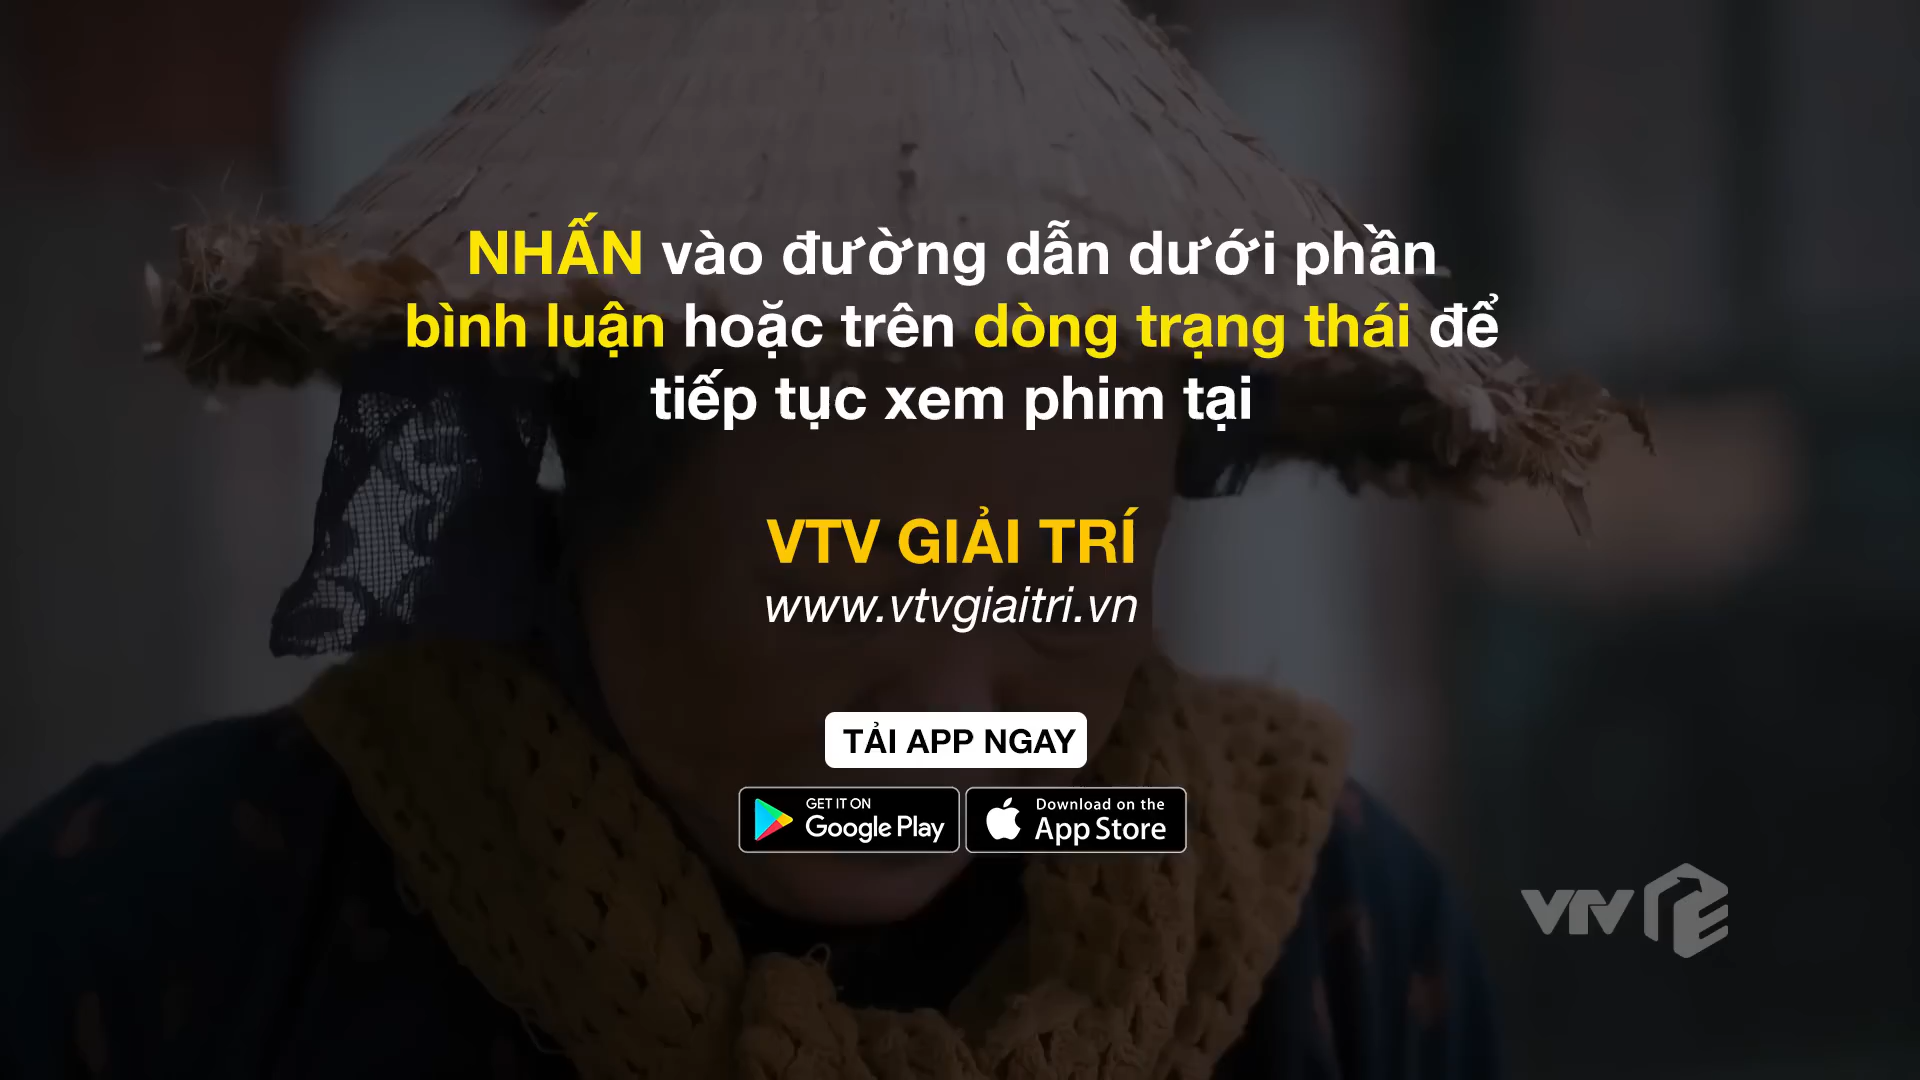 NHẤN vào đường dẫn dưới phần
bình luận hoặc trên dòng trạng thái để
tiếp tục xem phim tại
VTV GIẢI TRÍ
www.vtvgiaitri.vn
TẢI APP NGAY
GET IT ON
Google Play
Download on the
App Store
VTV